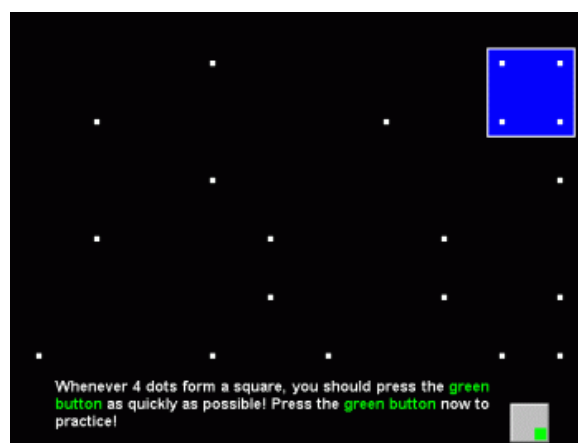 Whenever 4 dots form a square, you should press the green
button as quickly as possible! Press the green button now to
practice!